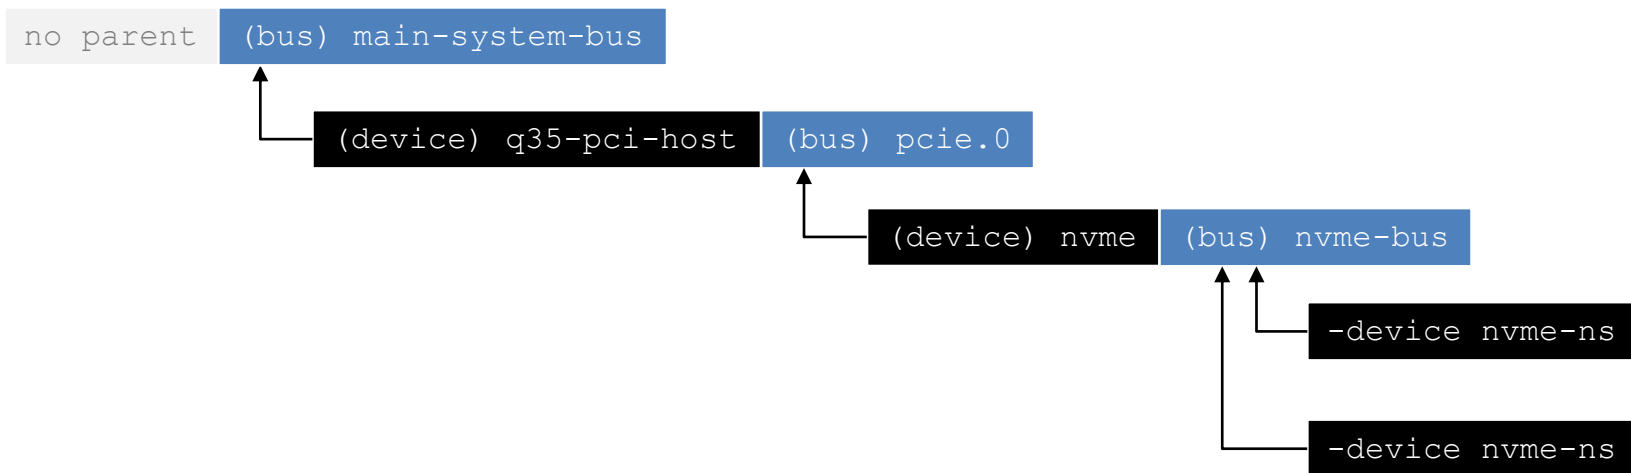 no parent (bus) main-system-bus
(device) q35-pci-host (bus) pcie.0
(device) nvme (bus) nvme-bus
-device nvme-ns
-device nvme-ns